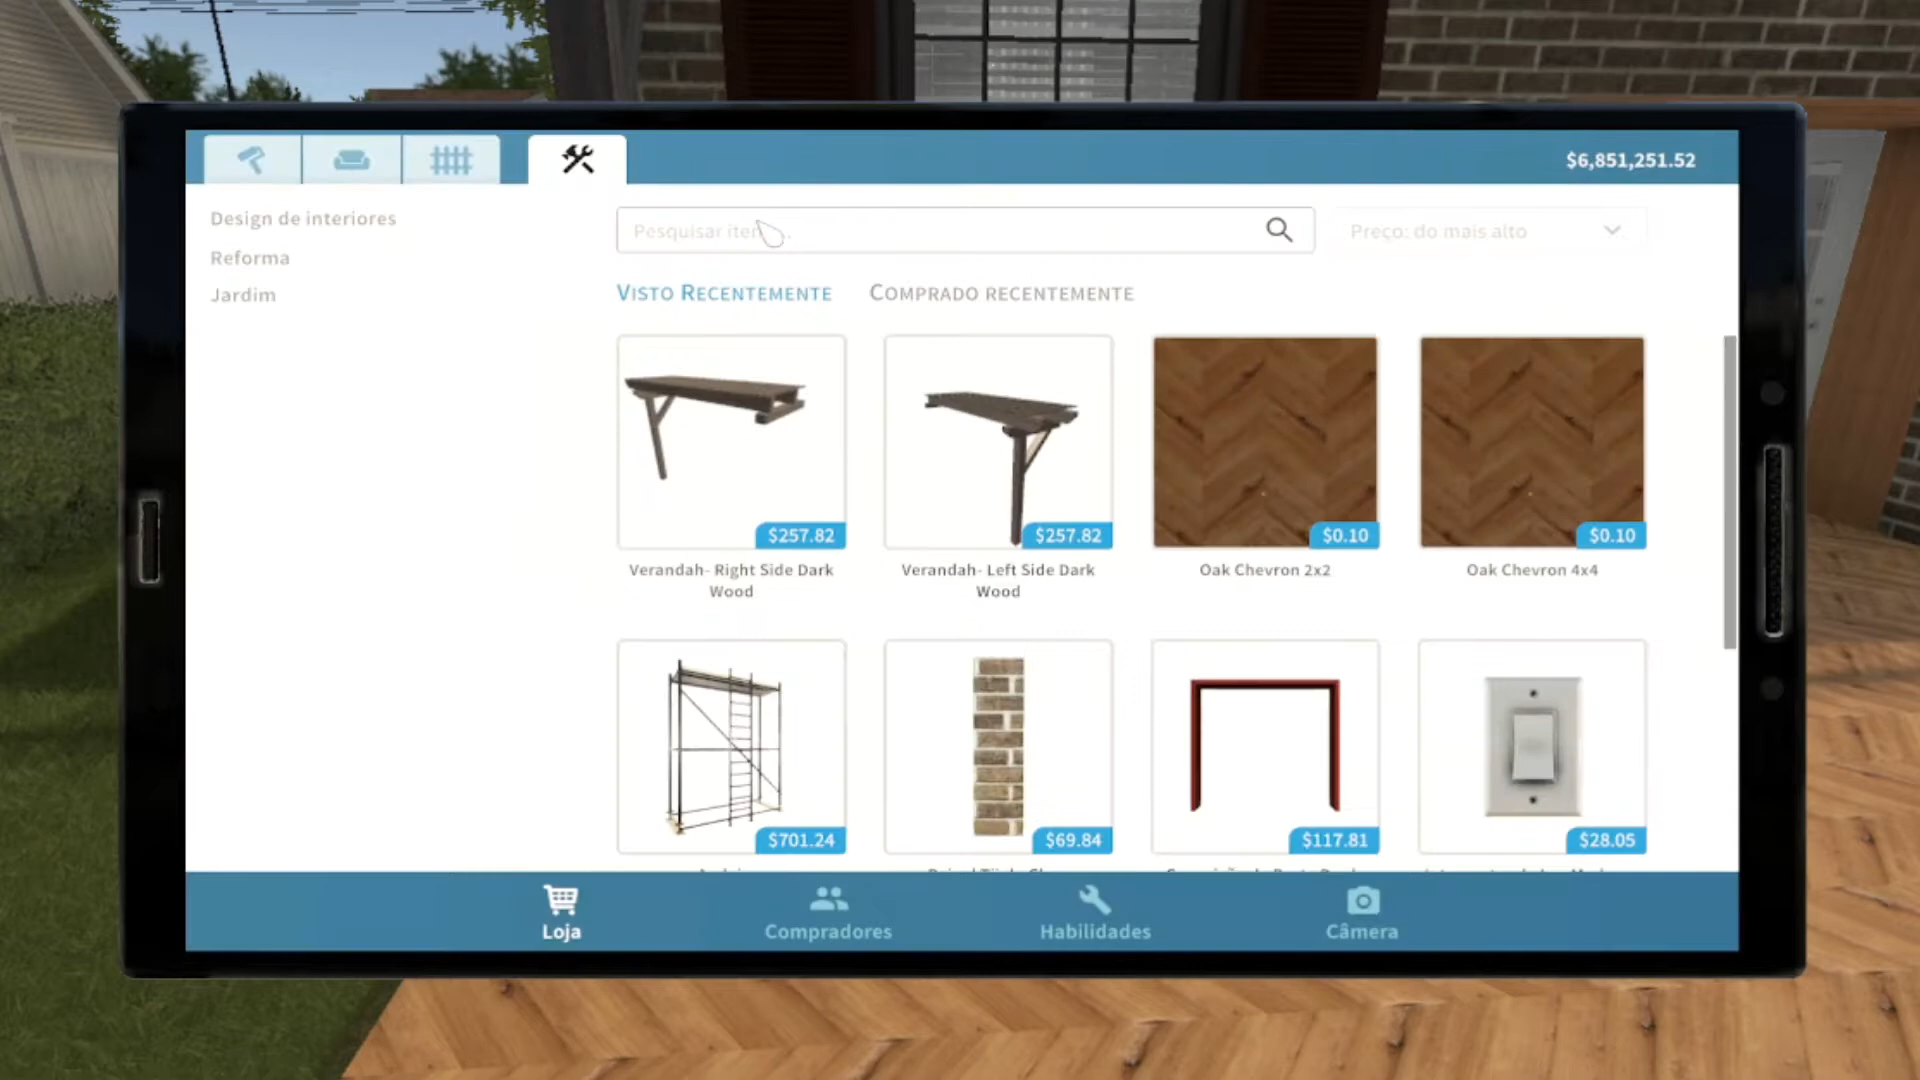 $6,851,251.52
Design de interiores
Reforma
Jardim
Pesquisar
Preço: do mais alto
VISTO RECENTEMENTE
COMPRADO RECENTEMENTE
$257.82
$257.82
$0.10
$0.10
Verandah- Right Side Dark
Wood
Verandah- Left Side Dark
Wood
Oak Chevron 2x2
Oak Chevron 4x4
$701.24
$69.84
$117.81
$28.05
Loja
Compradores
Habilidades
Câmera